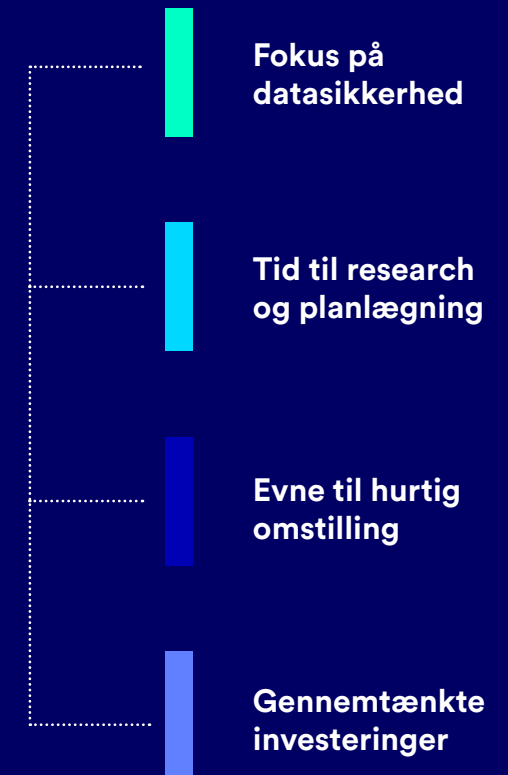 Fokus på
datasikkerhed
Tid til research
og planlægning
Evne til hurtig
omstilling
Gennemtænkte
investeringer